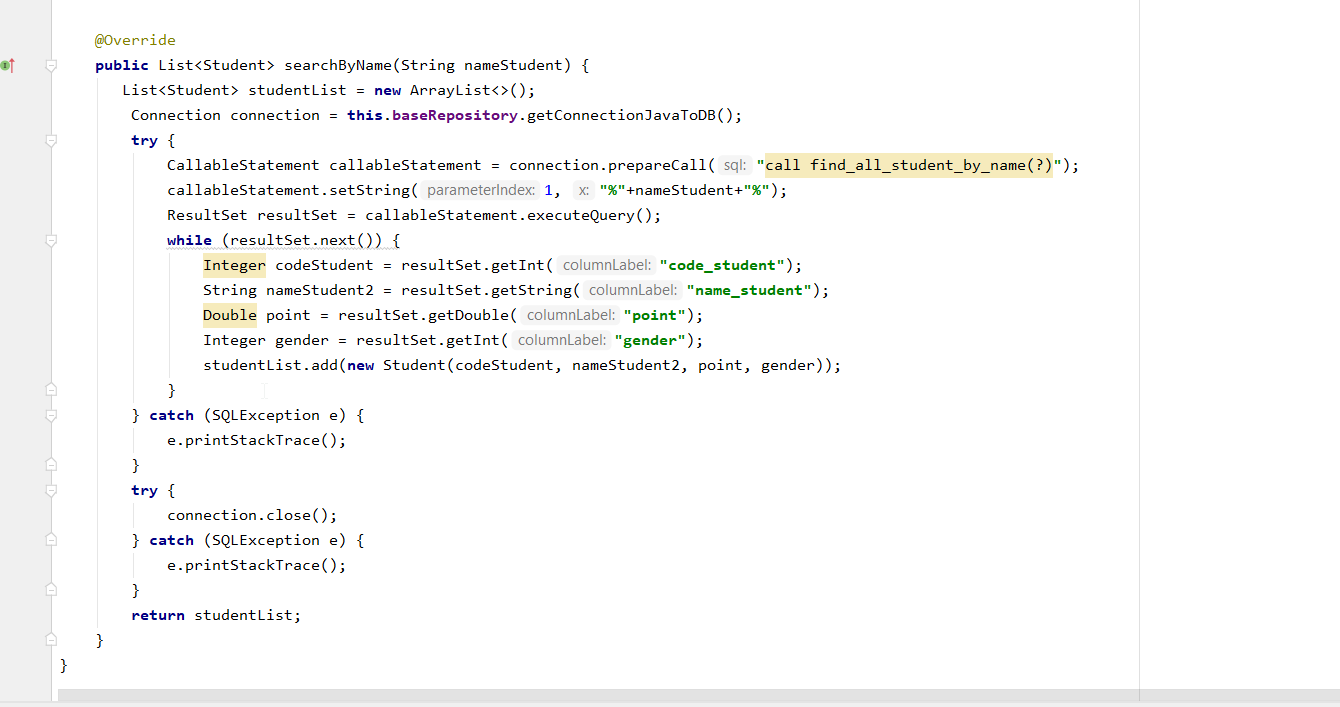 @Override
public List<Student> searchByName(String nameStudent) {
List<Student> studentList = new ArrayList<>();
Connection connection = this.baseRepository.getConnectionJavaToDB();
try {
CallableStatement callableStatement = connection.prepareCall( sql: "call find_all_student_by_name(?)");
callableStatement.setString( parameterIndex: 1, x: "%"+nameStudent+"%");
ResultSet resultSet = callableStatement.executeQuery();
while (resultSet.next()) {
Integer codeStudent = resultSet.getInt( columnLabel: "code_student");
String nameStudent2 = resultSet.getString( columnLabel: "name_student");
Double point = resultSet.getDouble( columnLabel: "point");
Integer gender = resultSet.getInt( columnLabel: "gender");
studentList.add(new Student(codeStudent, nameStudent2, point, gender));
}
} catch (SQLException e) {
e.printStackTrace();
}
try {
connection.close();
} catch (SQLException e) {
e.printStackTrace();
}
return studentList;
}
}